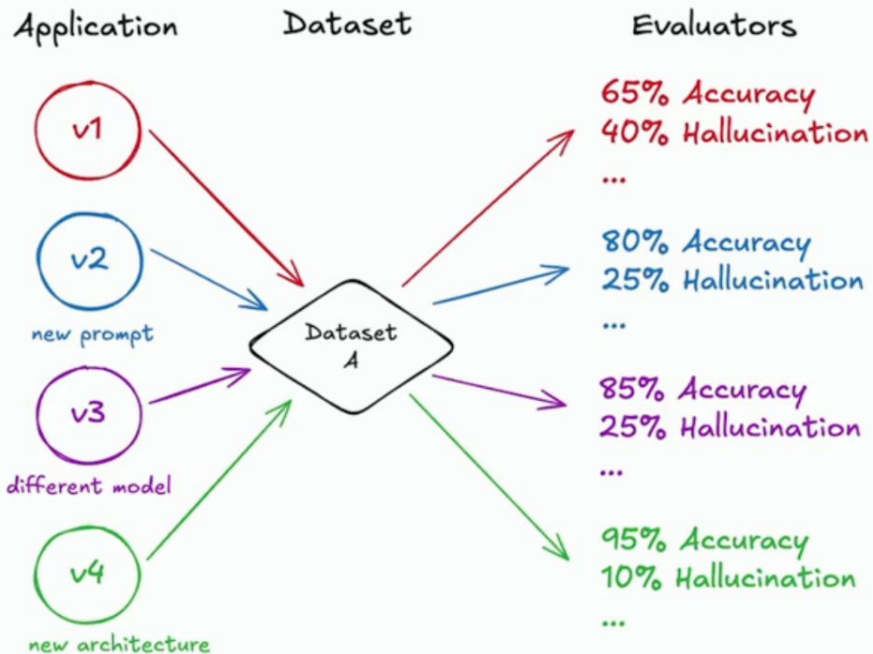 Application
Dataset
Evaluators
v1
65% Accuracy
40% Hallucination
...
v2
new prompt
80% Accuracy
25% Hallucination
...
Dataset
A
v3
different model
85% Accuracy
25% Hallucination
...
v4
new architecture
95% Accuracy
10% Hallucination
...